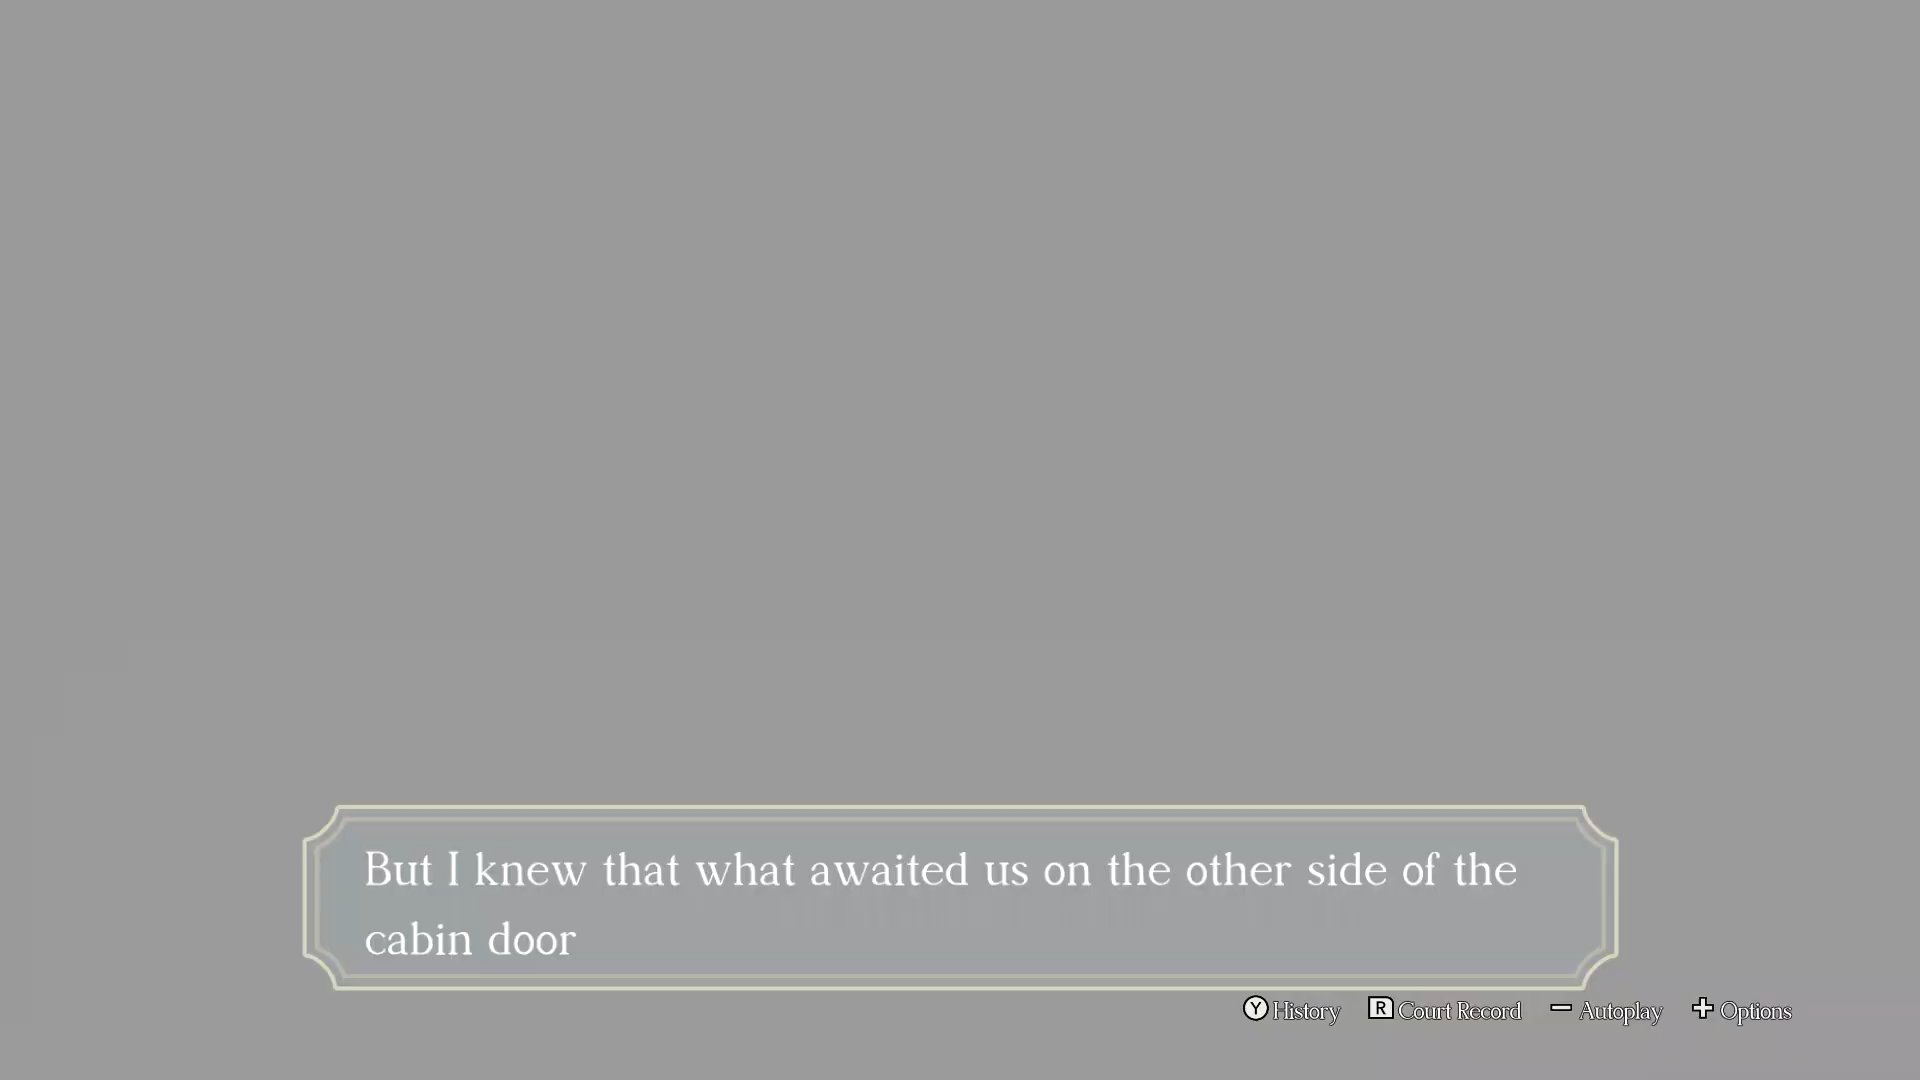 But I knew that what awaited us on the other side of the
cabin door
Y History R Court Record − Autoplay + Options